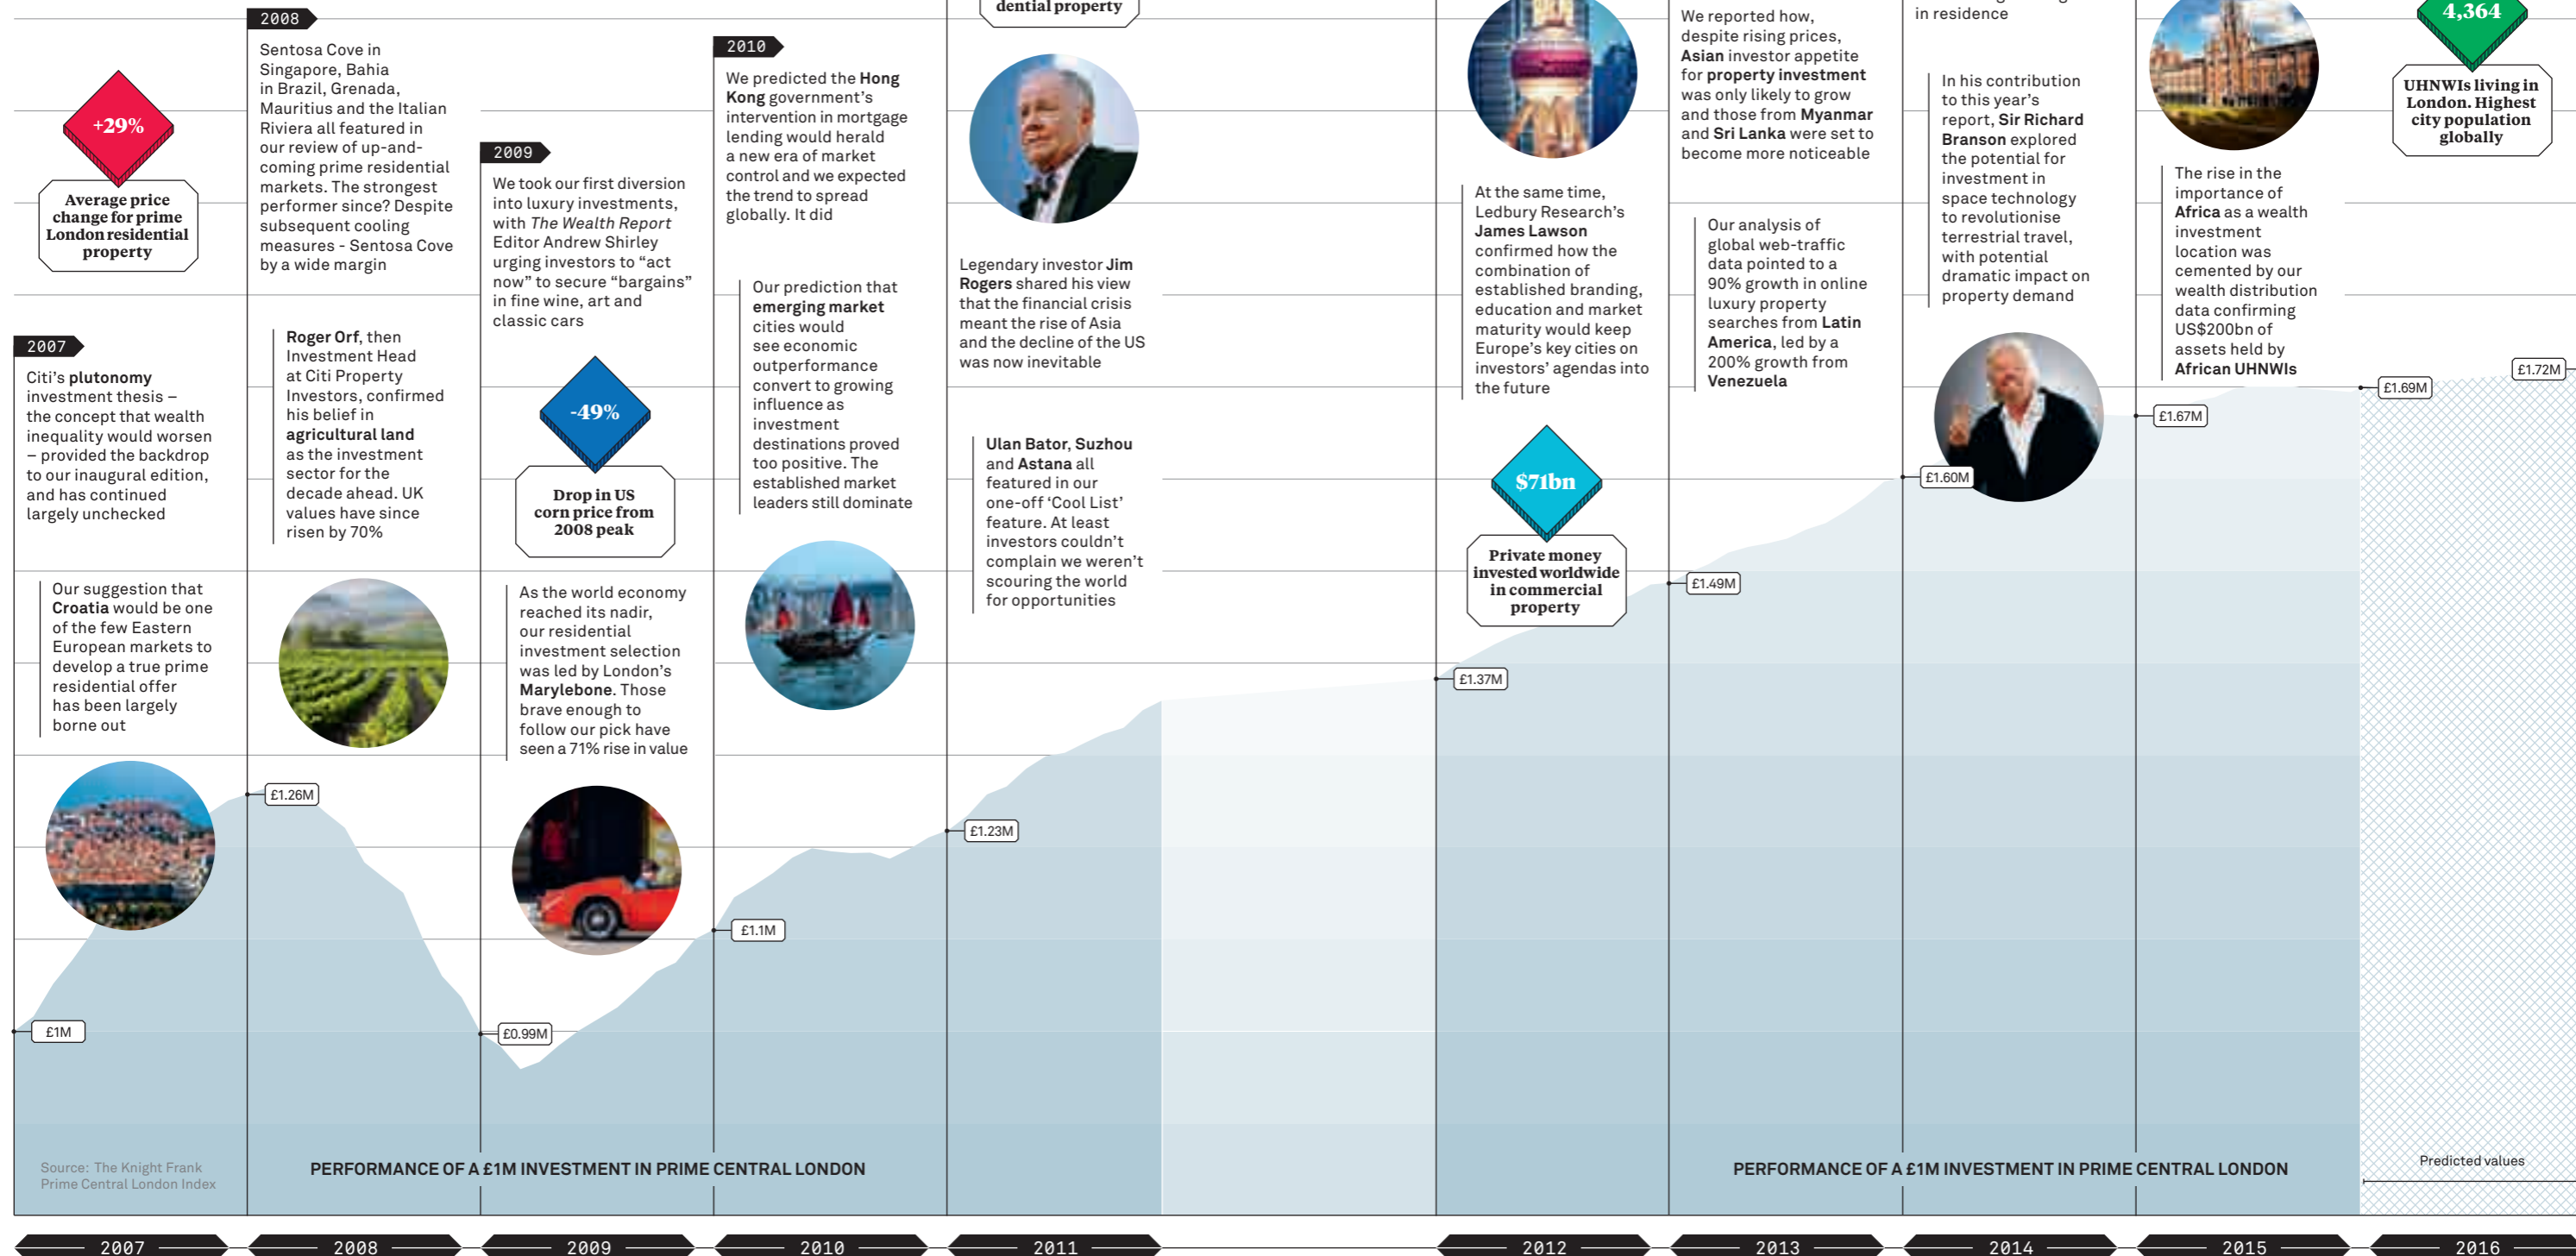 +29%
Average price
change for prime
London residential
property
2007
Citi's plutonomy
investment thesis –
the concept that wealth
inequality would worsen
– provided the backdrop
to our inaugural edition,
and has continued
largely unchecked
Our suggestion that
Croatia would be one
of the few Eastern
European markets to
develop a true prime
residential offer
has been largely
borne out
£1M
2008
Sentosa Cove in
Singapore, Bahia
in Brazil, Grenada,
Mauritius and the Italian
Riviera all featured in
our review of up-and-
coming prime residential
markets. The strongest
performer since? Despite
subsequent cooling
measures - Sentosa Cove
by a wide margin
Roger Orf, then
Investment Head
at Citi Property
Investors, confirmed
his belief in
agricultural land
as the investment
sector for the
decade ahead. UK
values have since
risen by 70%
£1.26M
2009
We took our first diversion
into luxury investments,
with The Wealth Report
Editor Andrew Shirley
urging investors to “act
now” to secure “bargains”
in fine wine, art and
classic cars
-49%
Drop in US
corn price from
2008 peak
As the world economy
reached its nadir,
our residential
investment selection
was led by London's
Marylebone. Those
brave enough to
follow our pick have
seen a 71% rise in value
£0.99M
2010
We predicted the Hong
Kong government's
intervention in mortgage
lending would herald
a new era of market
control and we expected
the trend to spread
globally. It did
Our prediction that
emerging market
cities would
see economic
outperformance
convert to growing
influence as
investment
destinations proved
too positive. The
established market
leaders still dominate
£1.1M
dential property
Legendary investor Jim
Rogers shared his view
that the financial crisis
meant the rise of Asia
and the decline of the US
was now inevitable
Ulan Bator, Suzhou
and Astana all
featured in our
one-off ‘Cool List’
feature. At least
investors couldn't
complain we weren't
scouring the world
for opportunities
£1.23M
At the same time,
Ledbury Research's
James Lawson
confirmed how the
combination of
established branding,
education and market
maturity would keep
Europe's key cities on
investors' agendas into
the future
$71bn
Private money
invested worldwide
in commercial
property
£1.37M
We reported how,
despite rising prices,
Asian investor appetite
for property investment
was only likely to grow
and those from Myanmar
and Sri Lanka were set to
become more noticeable
Our analysis of
global web-traffic
data pointed to a
90% growth in online
luxury property
searches from Latin
America, led by a
200% growth from
Venezuela
£1.49M
in residence
In his contribution
to this year's
report, Sir Richard
Branson explored
the potential for
investment in
space technology
to revolutionise
terrestrial travel,
with potential
dramatic impact on
property demand
£1.60M
The rise in the
importance of
Africa as a wealth
investment
location was
cemented by our
wealth distribution
data confirming
US$200bn of
assets held by
African UHNWIs
£1.67M
4,364
UHNWIs living in
London. Highest
city population
globally
£1.69M
£1.72M
Source: The Knight Frank
Prime Central London Index
PERFORMANCE OF A £1M INVESTMENT IN PRIME CENTRAL LONDON
PERFORMANCE OF A £1M INVESTMENT IN PRIME CENTRAL LONDON
Predicted values
2007
2008
2009
2010
2011
2012
2013
2014
2015
2016